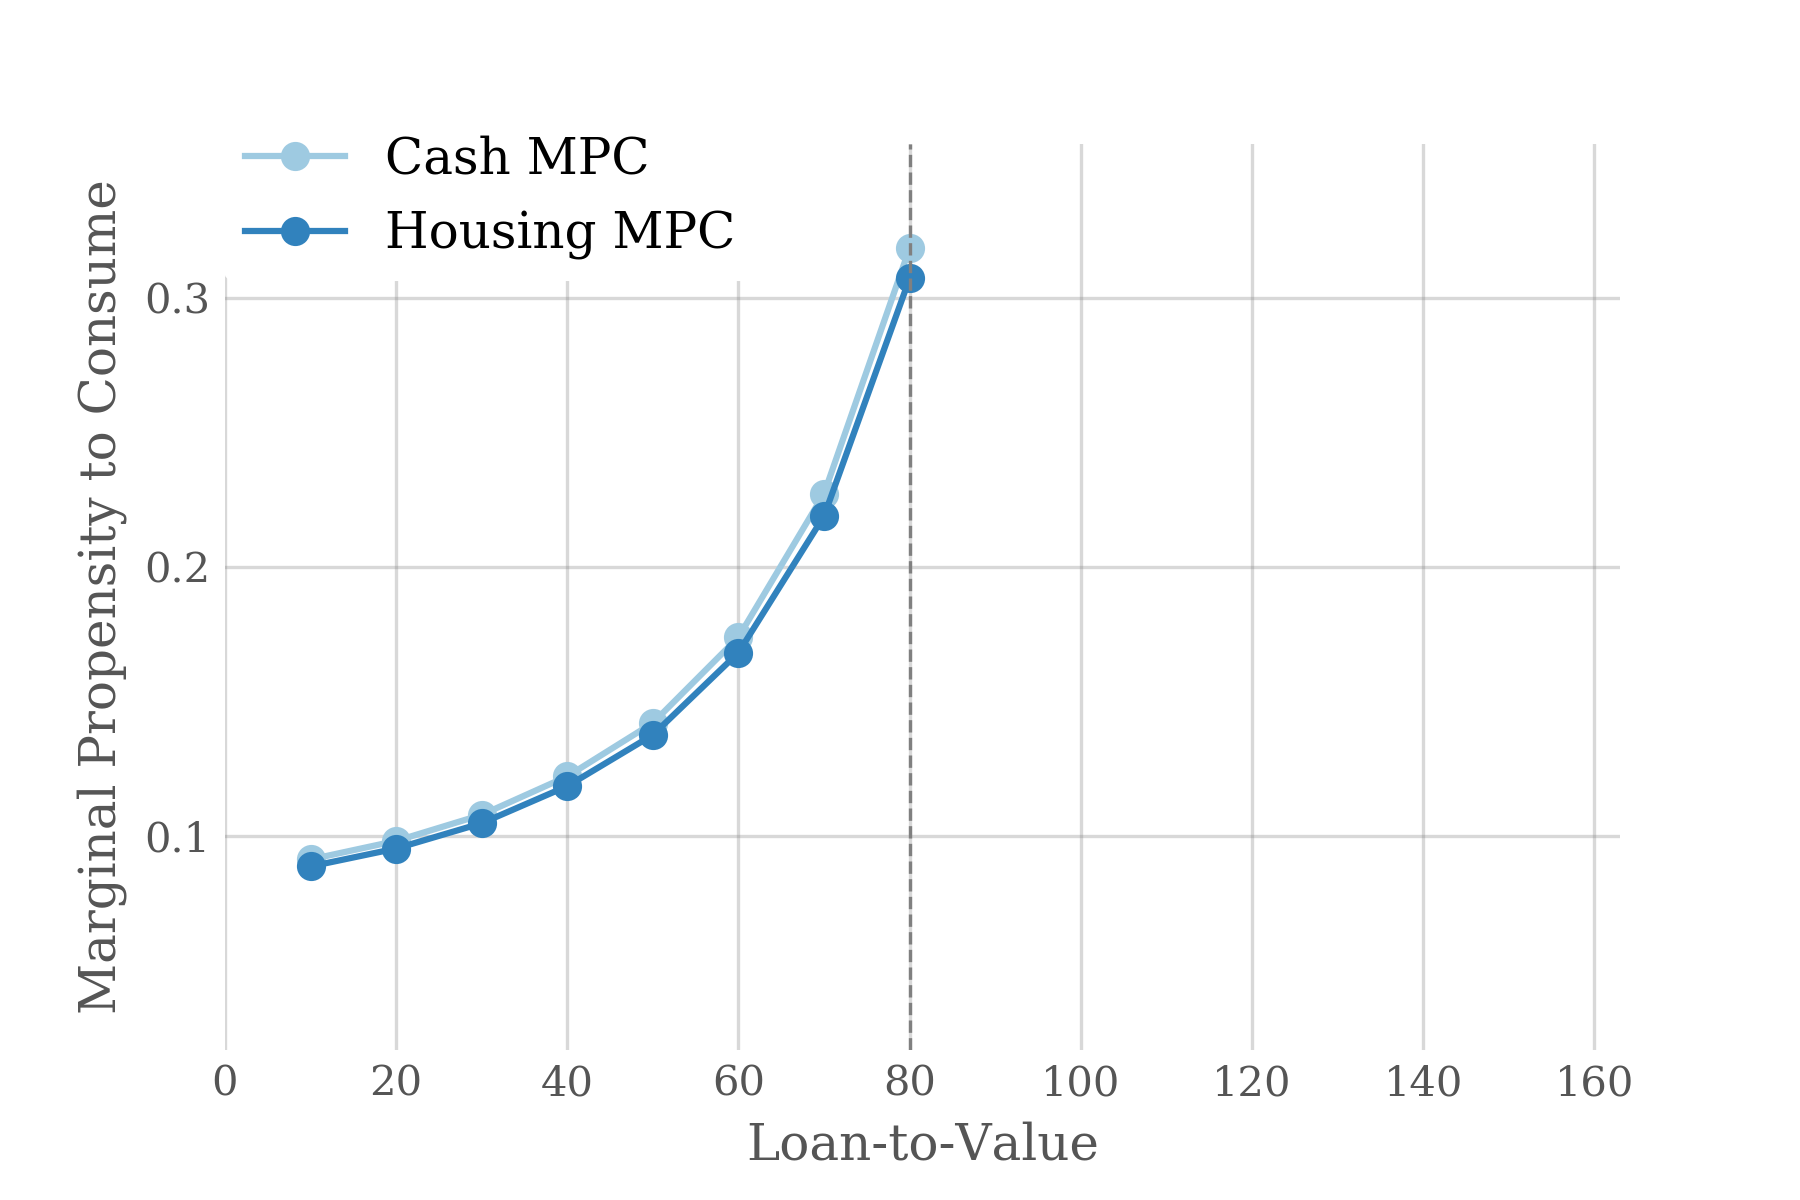 Cash MPC
Housing MPC
Marginal Propensity to Consume
0.3
0.2
0.1
0 20 40 60 80 100 120 140 160
Loan-to-Value